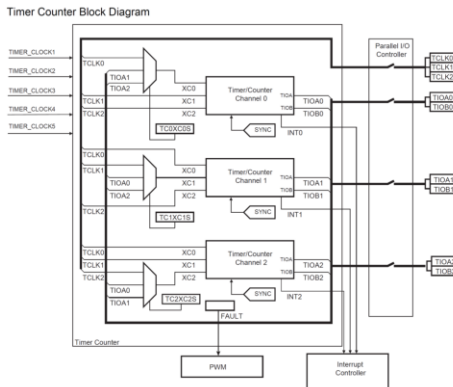 Timer Counter Block Diagram
Parallel I/O
Controller
TIMER_CLOCK1
TIMER_CLOCK2
TIMER_CLOCK3
TIMER_CLOCK4
TIMER_CLOCK5
TCLK0
TIOA1
TIOA2
XC0
TCLK1
XC1
TCLK2
XC2
TC0XC0S
Timer/Counter
Channel 0
TIOA
TIOB
TIOA0
TIOB0
SYNC
INT0
TCLK0
TCLK1
TCLK2
TIOA0
TIOB0
TCLK0
TCLK1
XC0
TIOA0
XC1
TIOA2
XC2
TCLK2
TC1XC1S
Timer/Counter
Channel 1
TIOA
TIOB
TIOA1
TIOB1
SYNC
INT1
TIOA1
TIOB1
TCLK0
XC0
TCLK1
XC1
TCLK2
XC2
TIOA0
TIOA1
TC2XC2S
Timer/Counter
Channel 2
TIOA
TIOB
TIOA2
TIOB2
SYNC
INT2
TIOA2
TIOB2
FAULT
Timer Counter
PWM
Interrupt
Controller